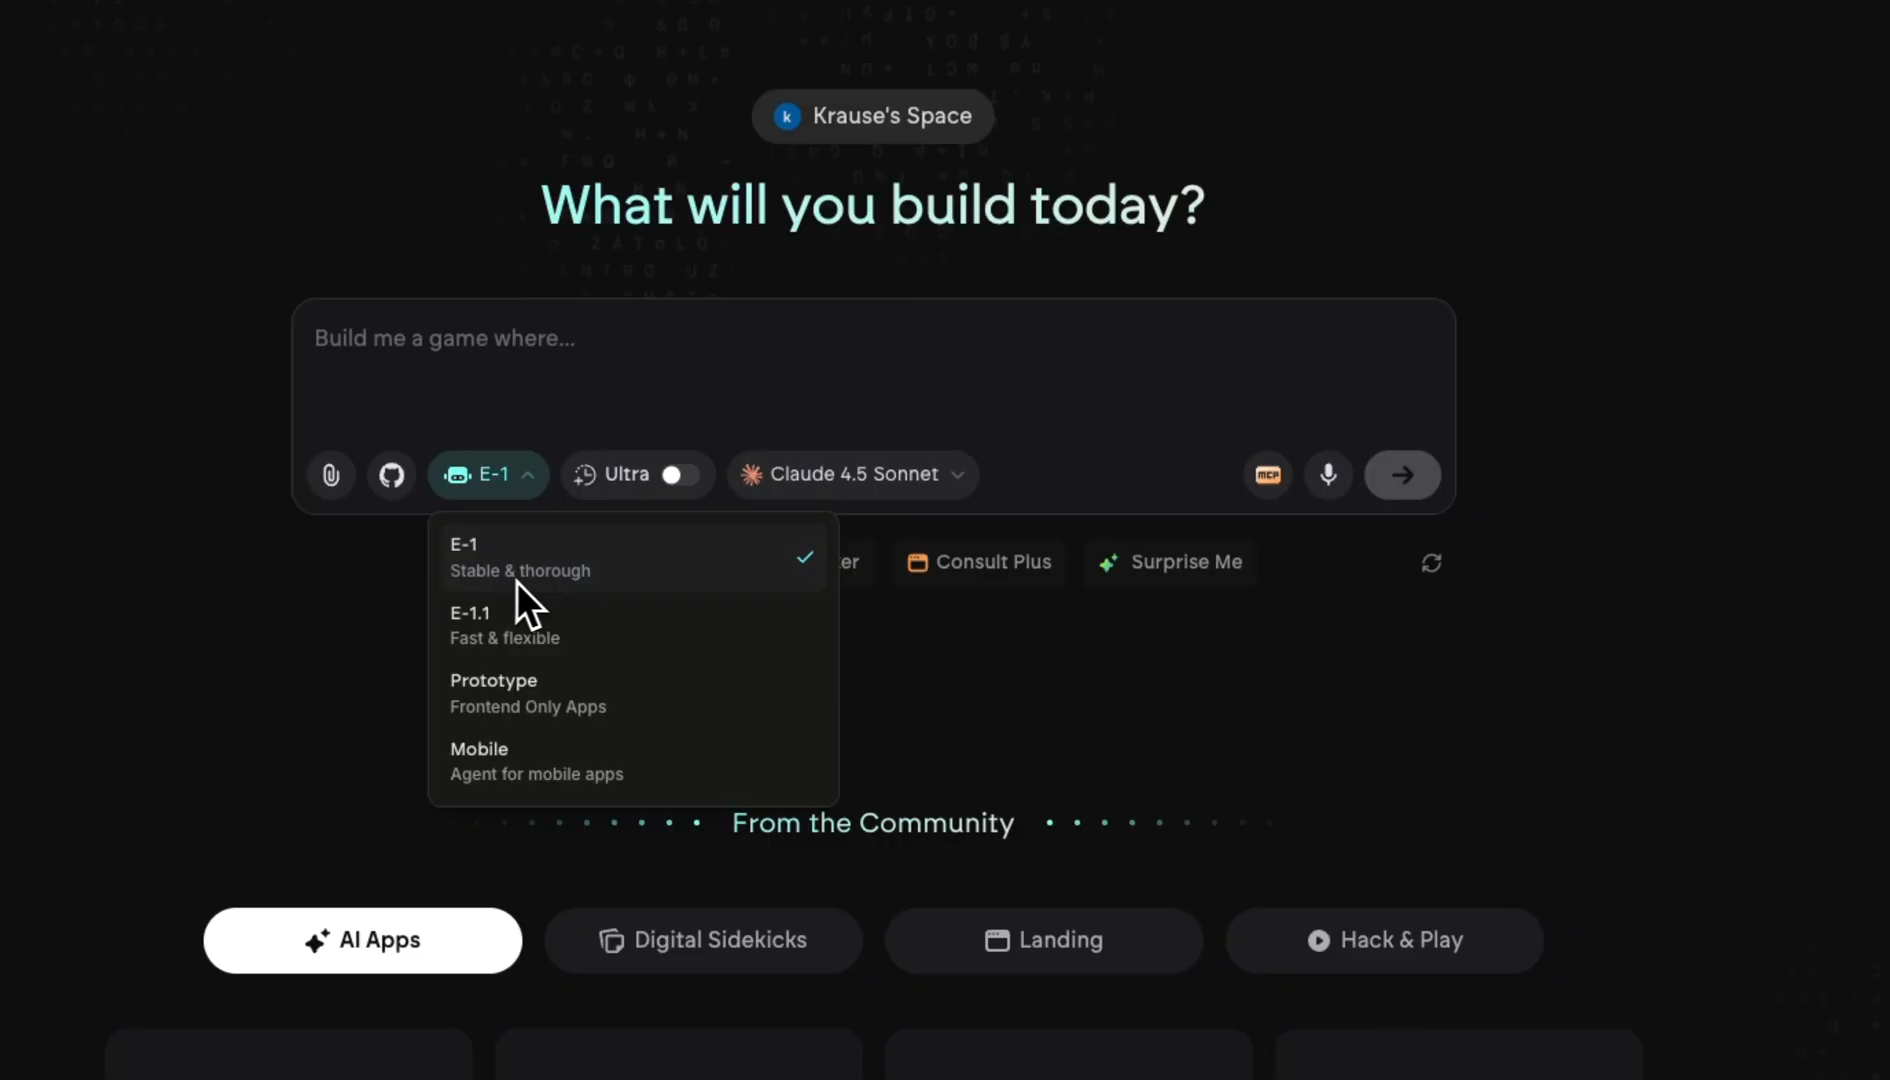 k Krause's Space
What will you build today?
Build me a game where...
E-1
Ultra
Claude 4.5 Sonnet
MCP
E-1
Stable & thorough
E-1.1
Fast & flexible
Prototype
Frontend Only Apps
Mobile
Agent for mobile apps
Consult Plus
Surprise Me
From the Community
AI Apps
Digital Sidekicks
Landing
Hack & Play